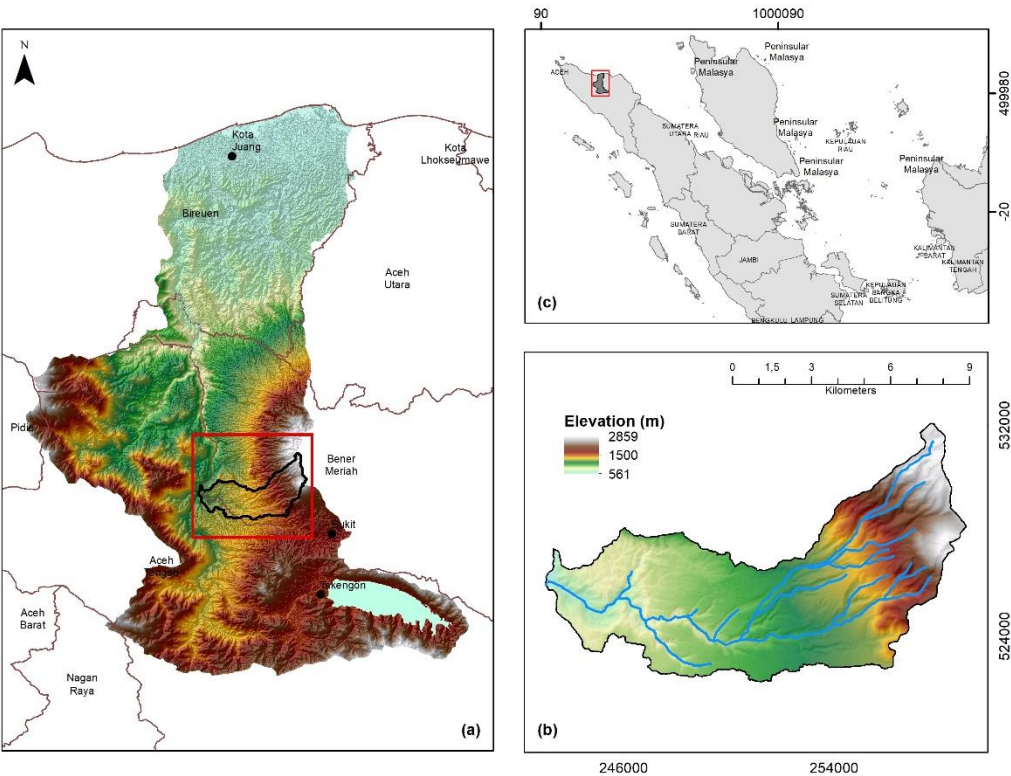 N
Kota
Juang
Kota
Lhokseumawe
Bireuen
Aceh
Utara
Pidie
Bener
Meriah
Aceh
Aceh
Barat
Nagan
Raya
(a)
90
1000090
499980
-20
ACEH
Peninsular
Malasya
Peninsular
Malasya
SUMATERA
UTARA
RIAU
Peninsular
Malasya
KEPULAUAN
RIAU
Peninsular
Malasya
Peninsular
Malasya
SUMATERA
BARAT
JAMBI
KALIMANTAN
BARAT
KALIMANTAN
TENGAH
KEPULAUAN
BANGKA
BELITUNG
SUMATERA
SELATAN
BENGKULU
LAMPUNG
(c)
0 1,5 3 6 9
Kilometers
Elevation (m)
2859
1500
561
532000
524000
(b)
246000
254000